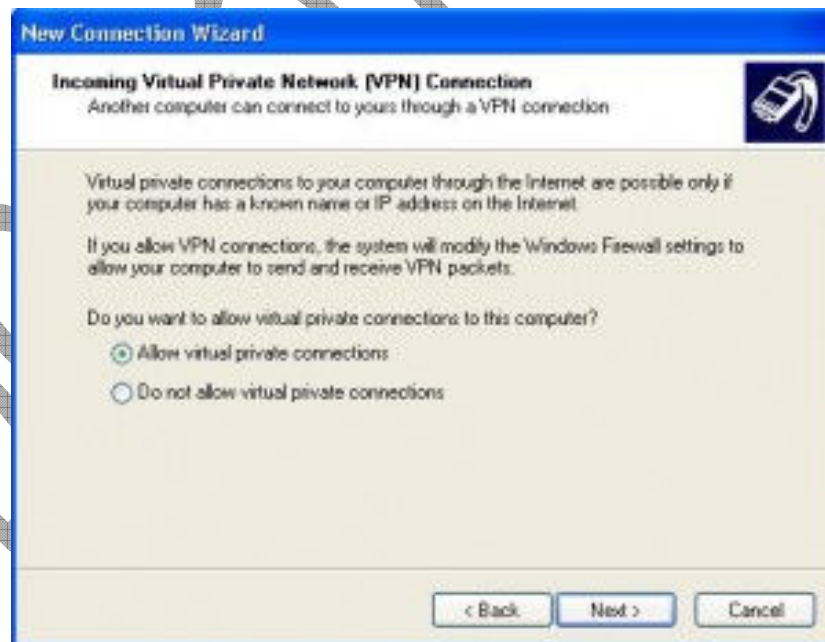 New Connection Wizard
Incoming Virtual Private Network (VPN) Connection
Another computer can connect to yours through a VPN connection
Virtual private connections to your computer through the Internet are possible only if
your computer has a known name or IP address on the Internet.
If you allow VPN connections, the system will modify the Windows Firewall settings to
allow your computer to send and receive VPN packets.
Do you want to allow virtual private connections to this computer?
Allow virtual private connections
Do not allow virtual private connections
< Back
Next >
Cancel